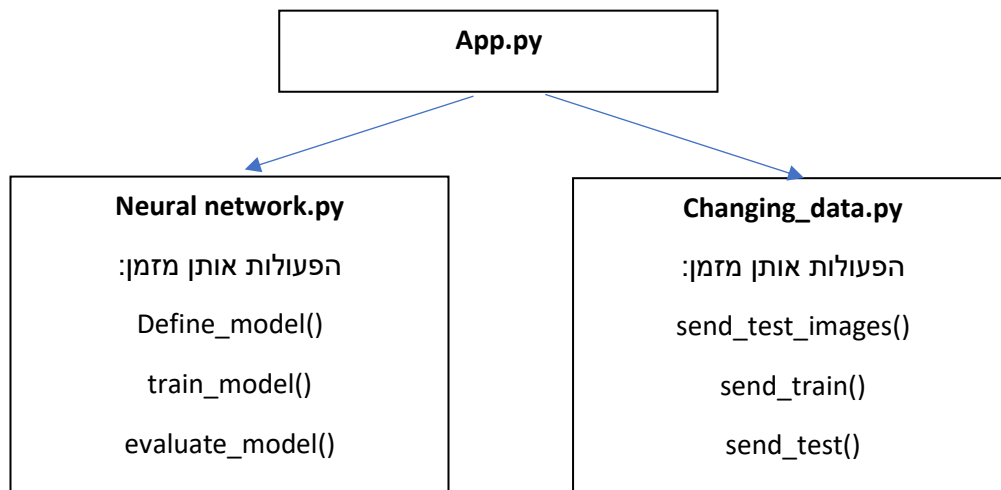 App.py
Neural network.py
הפעולות אותן מזמן:
Define_model()
train_model()
evaluate_model()
Changing_data.py
הפעולות אותן מזמן:
send_test_images()
send_train()
send_test()